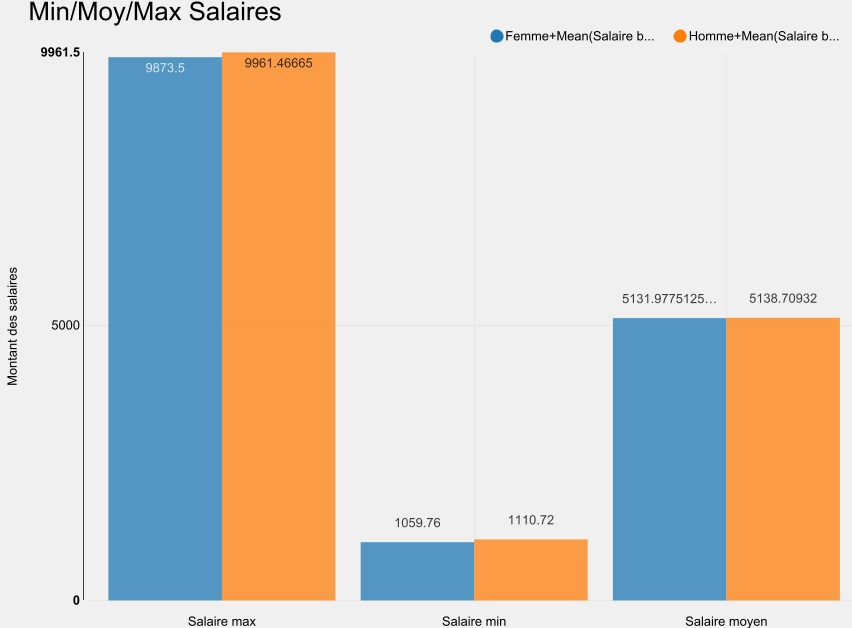 Min/Moy/Max Salaires
Femme+Mean(Salaire b...
Homme+Mean(Salaire b...
9961.5
9873.5
9961.46665
Montant des salaires
5131.9775125...
5138.70932
5000
1059.76
1110.72
0
Salaire max
Salaire min
Salaire moyen